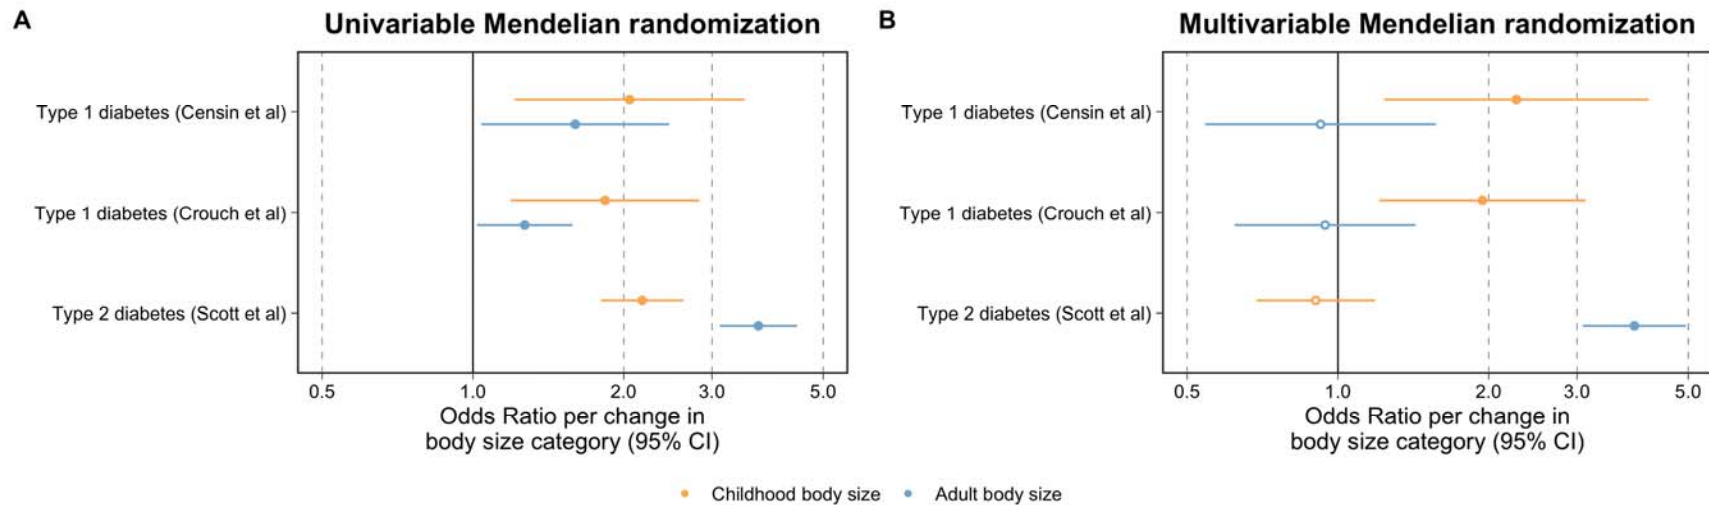 A
Univariable Mendelian randomization
Type 1 diabetes (Censin et al)
Type 1 diabetes (Crouch et al)
Type 2 diabetes (Scott et al)
0.5 1.0 2.0 3.0 5.0
Odds Ratio per change in
body size category (95% CI)
B
Multivariable Mendelian randomization
Type 1 diabetes (Censin et al)
Type 1 diabetes (Crouch et al)
Type 2 diabetes (Scott et al)
0.5 1.0 2.0 3.0 5.0
Odds Ratio per change in
body size category (95% CI)
Childhood body size Adult body size